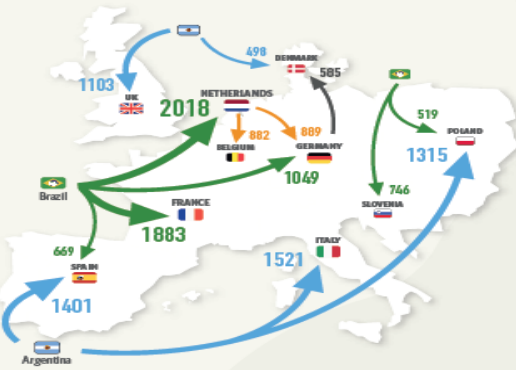 498
DENMARK
585
1103
UK
NETHERLANDS
2018
882
889
519
POLAND
1315
BELGIUM
GERMANY
1049
746
Brazil
FRANCE
1883
SLOVENIA
669
SPAIN
1401
ITALY
1521
Argentina